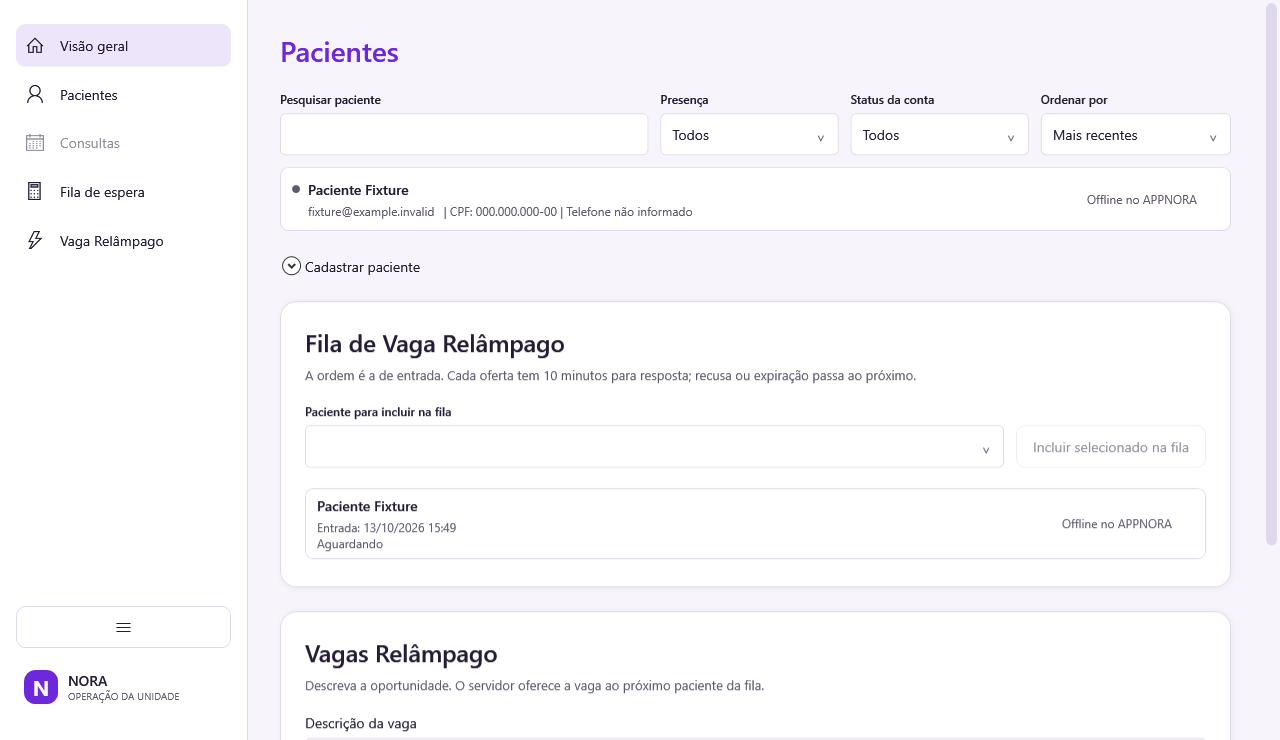 Visão geral
Pacientes
Consultas
Fila de espera
Vaga Relâmpago
N
NORA
OPERAÇÃO DA UNIDADE
Pacientes
Pesquisar paciente
Presença
Todos
Status da conta
Todos
Ordenar por
Mais recentes
Paciente Fixture
fixture@example.invalid | CPF: 000.000.000-00 | Telefone não informado
Offline no APPNORA
Cadastrar paciente
Fila de Vaga Relâmpago
A ordem é a de entrada. Cada oferta tem 10 minutos para resposta; recusa ou expiração passa ao próximo.
Paciente para incluir na fila
Incluir selecionado na fila
Paciente Fixture
Entrada: 13/10/2026 15:49
Aguardando
Offline no APPNORA
Vagas Relâmpago
Descreva a oportunidade. O servidor oferece a vaga ao próximo paciente da fila.
Descrição da vaga